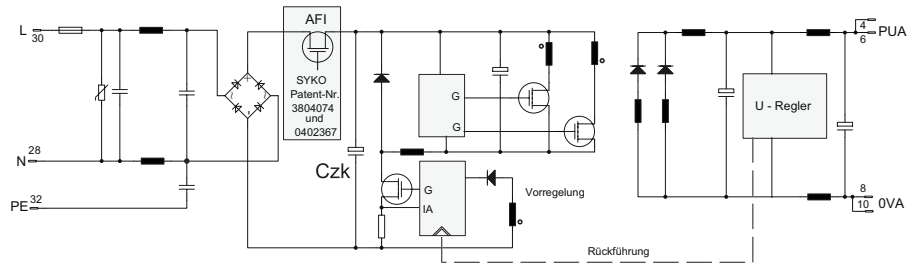 AFI
L
30
SYKO
Patent-Nr.
3804074
und
0402367
G
G
4
6
PUA
U - Regler
N
28
Czk
PE
32
G
IA
Vorregelung
8
10
0VA
Rückführung